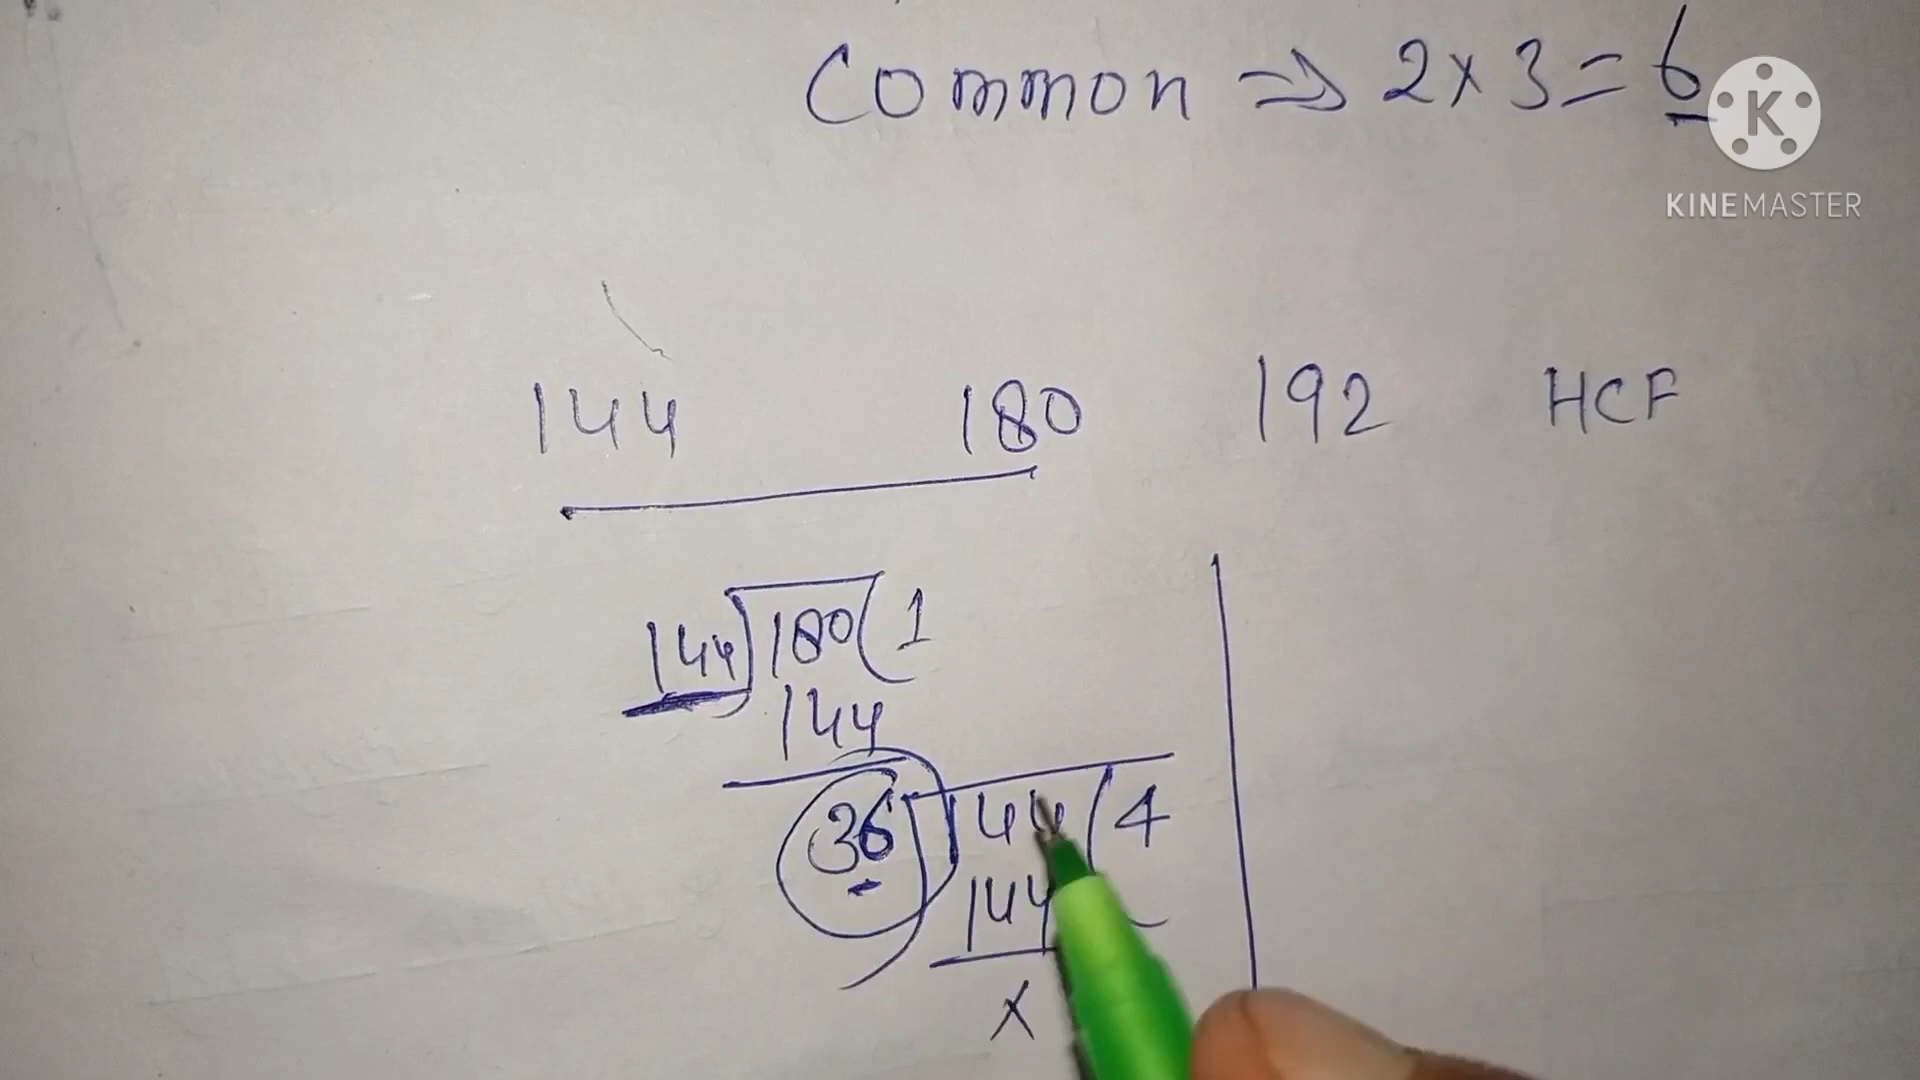 Common ⇒ 2 × 3 = 6
K
KINEMASTER
144 180 192 HCF
144 180 1
144
36 144 4
144
X